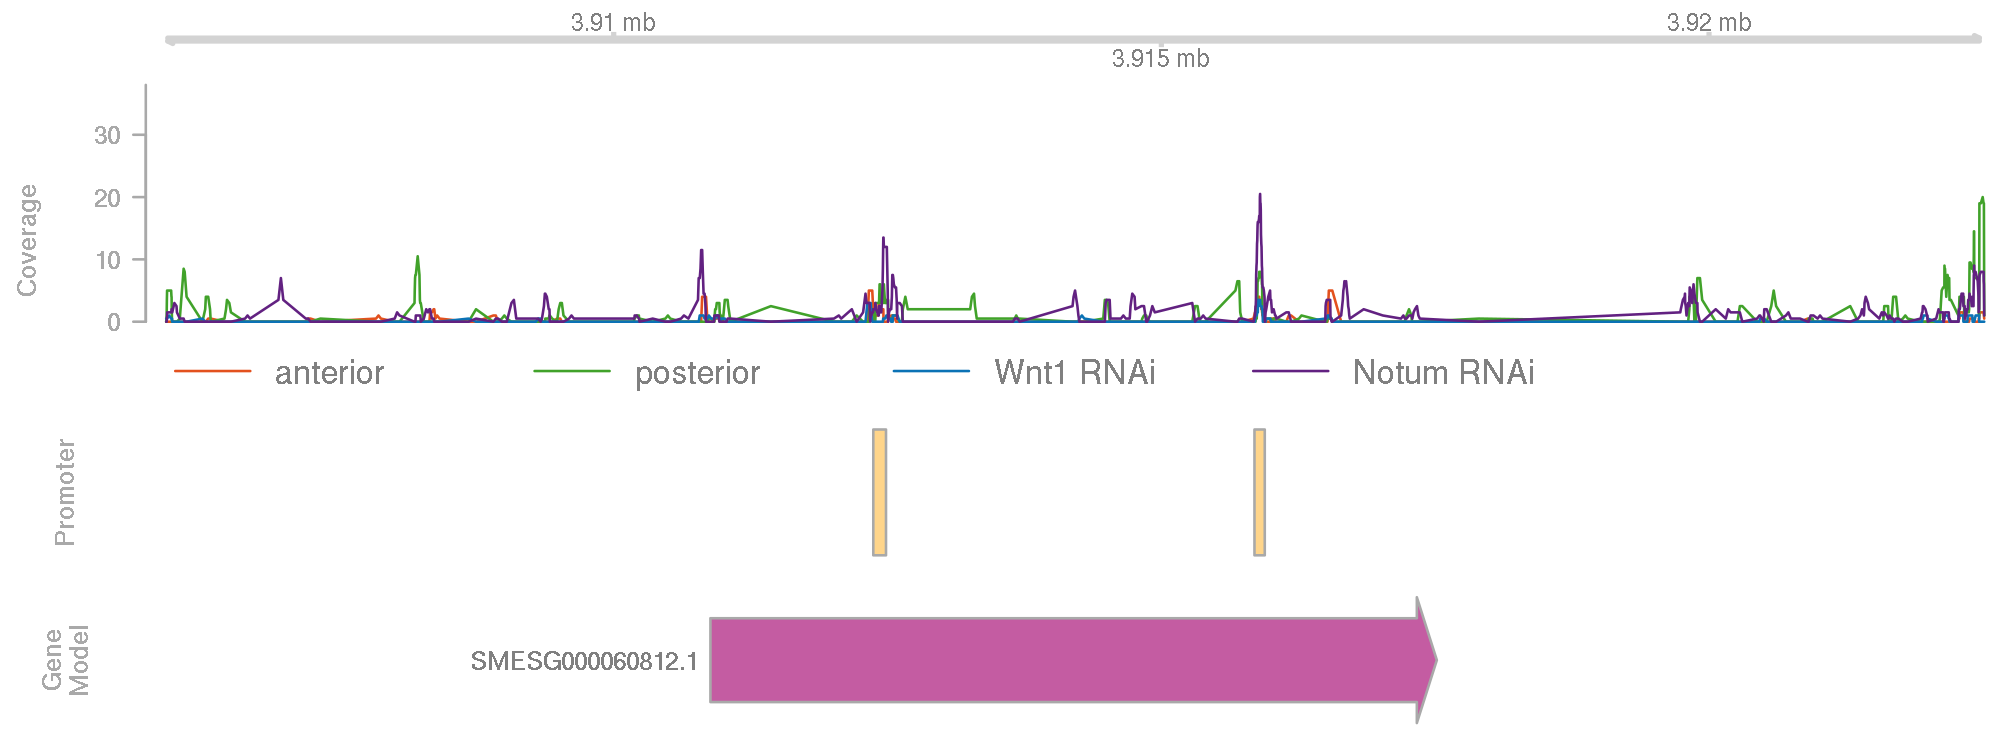 3.91 mb
3.92 mb
3.915 mb
Coverage
30
20
10
0
anterior posterior Wnt1 RNAi Notum RNAi
Promoter
Gene
Model
SMESG000060812.1